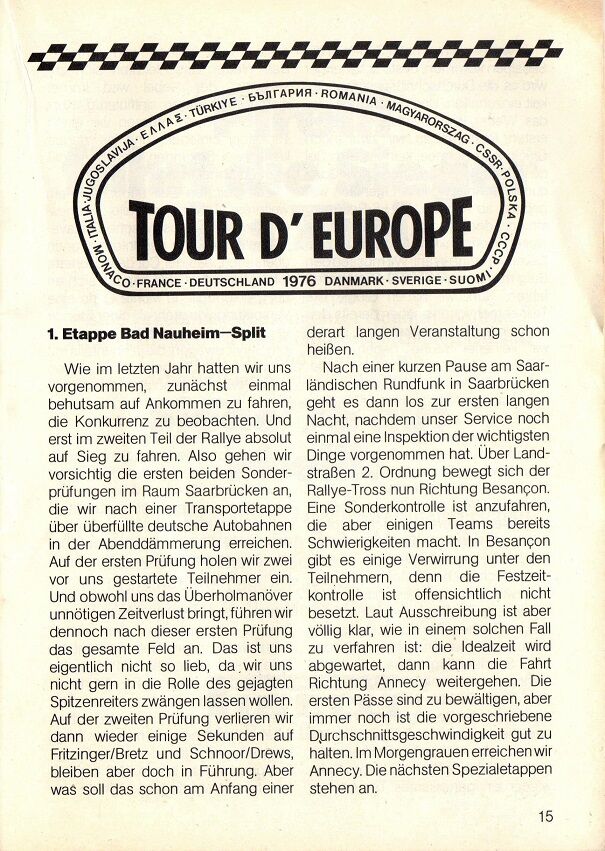 MONACO · ITALIA · JUGOSLAVIJA · ΕΛΛΑΣ · TÜRKIYE · БЪЛГАРИЯ · ROMANIA · MAGYARORSZAG · CSSR · POLSKA · CCCP
TOUR D'EUROPE
· FRANCE · DEUTSCHLAND 1976 DANMARK · SVERIGE · SUOMI ·
1. Etappe Bad Nauheim—Split
Wie im letzten Jahr hatten wir uns
vorgenommen, zunächst einmal
behutsam auf Ankommen zu fahren,
die Konkurrenz zu beobachten. Und
erst im zweiten Teil der Rallye absolut
auf Sieg zu fahren. Also gehen wir
vorsichtig die ersten beiden Sonder-
prüfungen im Raum Saarbrücken an,
die wir nach einer Transportetappe
über überfüllte deutsche Autobahnen
in der Abenddämmerung erreichen.
Auf der ersten Prüfung holen wir zwei
vor uns gestartete Teilnehmer ein.
Und obwohl uns das Überholmanöver
unnötigen Zeitverlust bringt, führen wir
dennoch nach dieser ersten Prüfung
das gesamte Feld an. Das ist uns
eigentlich nicht so lieb, da wir uns
nicht gern in die Rolle des gejagten
Spitzenreiters zwängen lassen wollen.
Auf der zweiten Prüfung verlieren wir
dann wieder einige Sekunden auf
Fritzinger/Bretz und Schnoor/Drews,
bleiben aber doch in Führung. Aber
was soll das schon am Anfang einer
derart langen Veranstaltung schon
heißen.
Nach einer kurzen Pause am Saar-
ländischen Rundfunk in Saarbrücken
geht es dann los zur ersten langen
Nacht, nachdem unser Service noch
einmal eine Inspektion der wichtigsten
Dinge vorgenommen hat. Über Land-
straßen 2. Ordnung bewegt sich der
Rallye-Tross nun Richtung Besançon.
Eine Sonderkontrolle ist anzufahren,
die aber einigen Teams bereits
Schwierigkeiten macht. In Besançon
gibt es einige Verwirrung unter den
Teilnehmern, denn die Festzeit-
kontrolle ist offensichtlich nicht
besetzt. Laut Ausschreibung ist aber
völlig klar, wie in einem solchen Fall
zu verfahren ist: die Idealzeit wird
abgewartet, dann kann die Fahrt
Richtung Annecy weitergehen. Die
ersten Pässe sind zu bewältigen, aber
immer noch ist die vorgeschriebene
Durchschnittsgeschwindigkeit gut zu
halten. Im Morgengrauen erreichen wir
Annecy. Die nächsten Spezialetappen
stehen an.
15